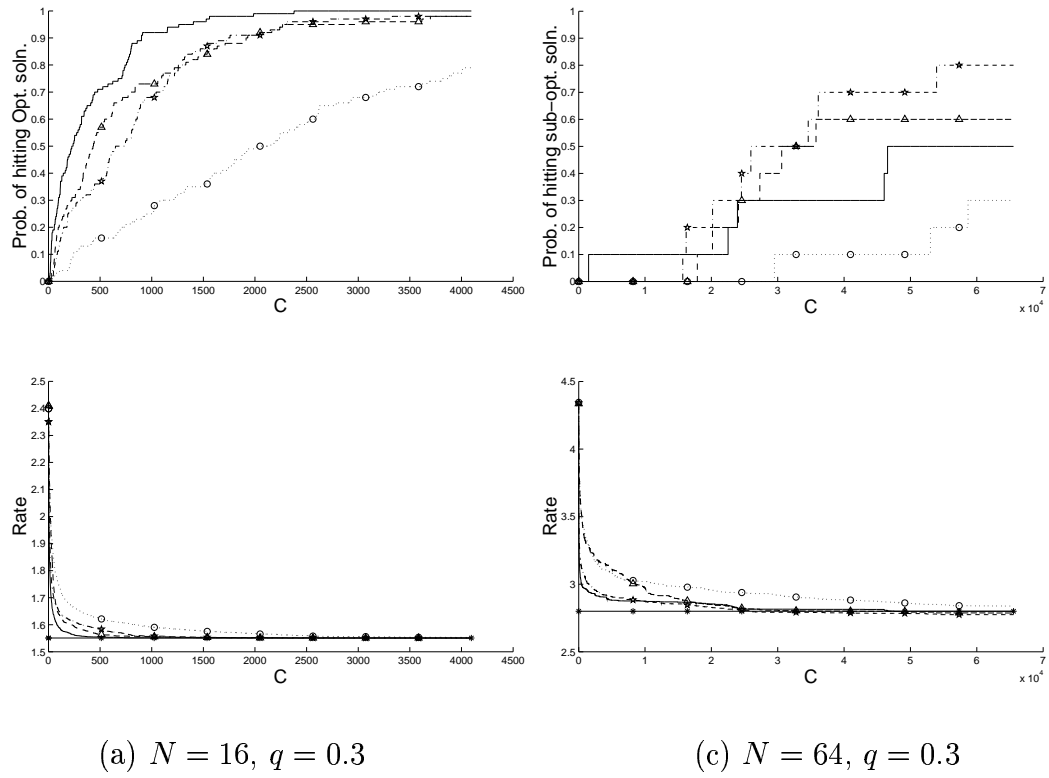 Prob. of hitting Opt. soln.
1
0.9
0.8
0.7
0.6
0.5
0.4
0.3
0.2
0.1
0
0 500 1000 1500 2000 2500 3000 3500 4000 4500
C
Prob. of hitting sub-opt. soln.
1
0.9
0.8
0.7
0.6
0.5
0.4
0.3
0.2
0.1
0
0 1 2 3 4 5 6 7
x 10^4
C
Rate
2.5
2.4
2.3
2.2
2.1
2
1.9
1.8
1.7
1.6
1.5
0 500 1000 1500 2000 2500 3000 3500 4000 4500
C
Rate
4.5
4
3.5
3
2.5
0 1 2 3 4 5 6 7
x 10^4
C
(a) N = 16, q = 0.3
(c) N = 64, q = 0.3